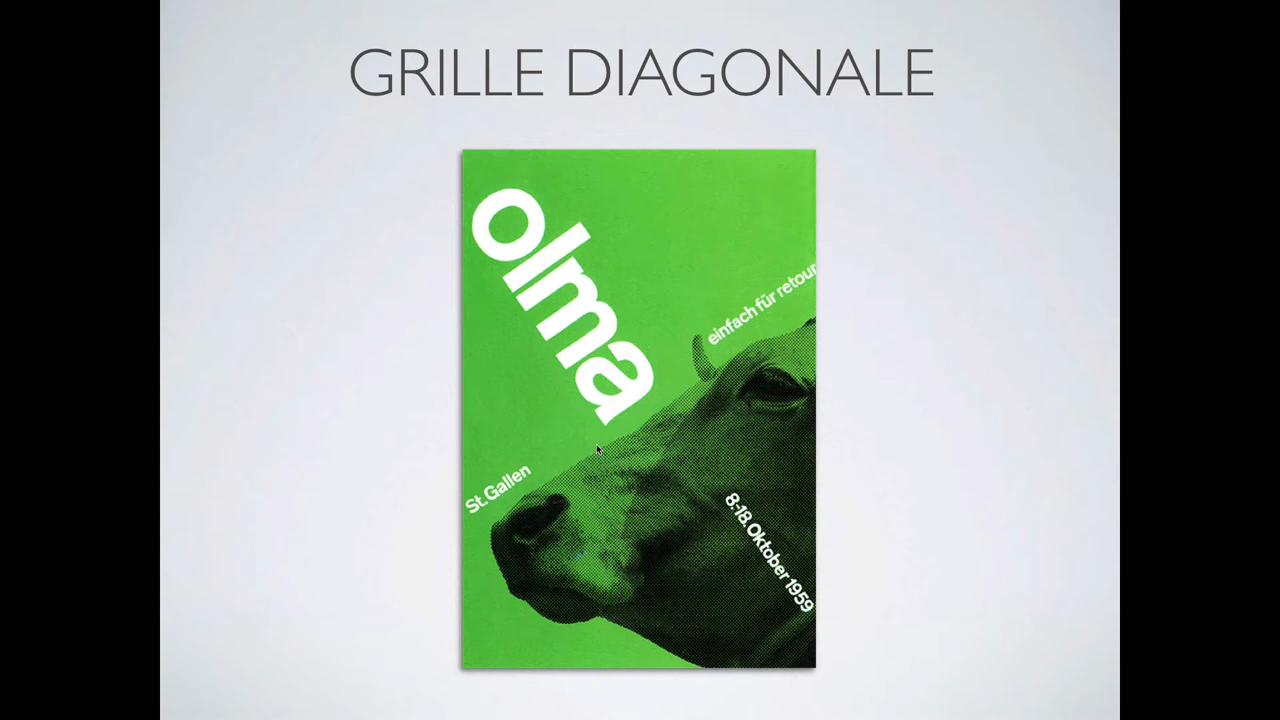 GRILLE DIAGONALE
olma
einfach für retour
St.Gallen
8.-18. Oktober 1959